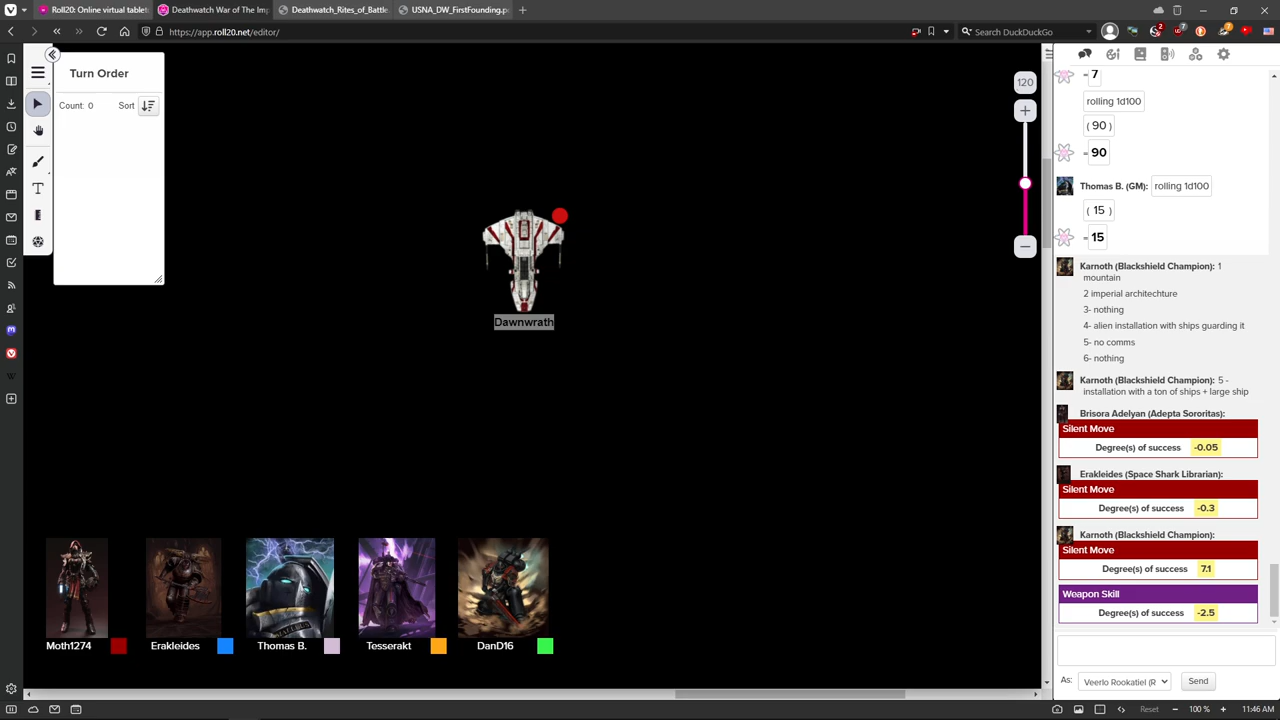 Roll20: Online virtual tablet
Deathwatch War of The Imp
Deathwatch_Rites_of_Battle
USNA_DW_FirstFounding.p
https://app.roll20.net/editor/
Search DuckDuckGo
Turn Order
Count: 0
Sort
120
Dawnwrath
Moth1274
Erakleides
Thomas B.
Tesserakt
DanD16
= 7
rolling 1d100
( 90 )
= 90
Thomas B. (GM): rolling 1d100
( 15 )
= 15
Karnoth (Blackshield Champion): 1
mountain
2 imperial architechture
3- nothing
4- alien installation with ships guarding it
5- no comms
6- nothing
Karnoth (Blackshield Champion): 5 -
installation with a ton of ships + large ship
Brisora Adelyan (Adepta Sororitas):
Silent Move
Degree(s) of success -0.05
Erakleides (Space Shark Librarian):
Silent Move
Degree(s) of success -0.3
Karnoth (Blackshield Champion):
Silent Move
Degree(s) of success 7.1
Weapon Skill
Degree(s) of success -2.5
As: Veerlo Rookatiel (R
Send
Reset
100 %
11:46 AM